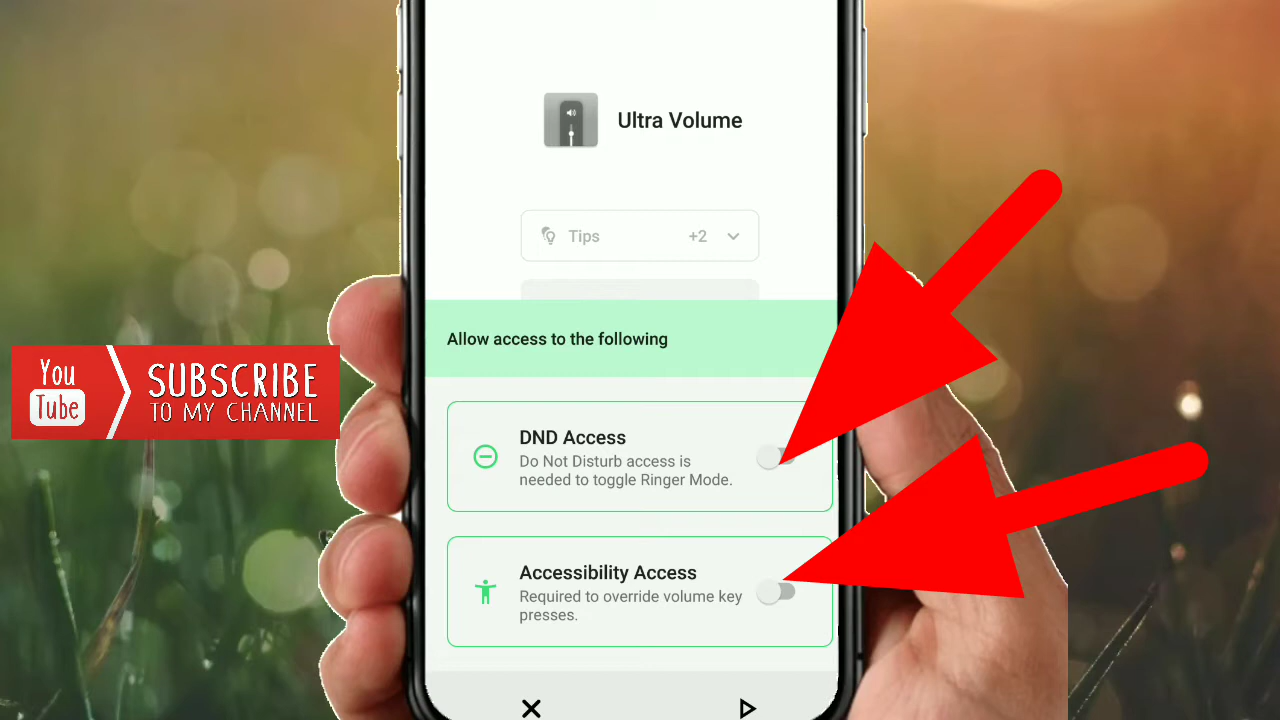 Ultra Volume
Tips +2
Allow access to the following
You
Tube
SUBSCRIBE
TO MY CHANNEL
DND Access
Do Not Disturb access is
needed to toggle Ringer Mode.
Accessibility Access
Required to override volume key
presses.